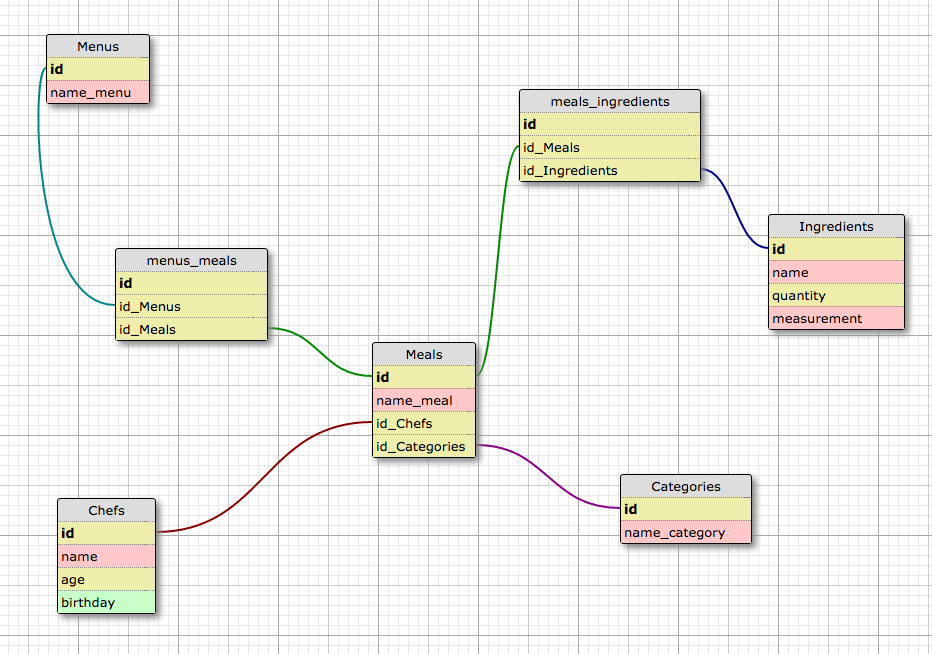 Menus
id
name_menu
meals_ingredients
id
id_Meals
id_Ingredients
Ingredients
id
name
quantity
measurement
menus_meals
id
id_Menus
id_Meals
Meals
id
name_meal
id_Chefs
id_Categories
Categories
id
name_category
Chefs
id
name
age
birthday